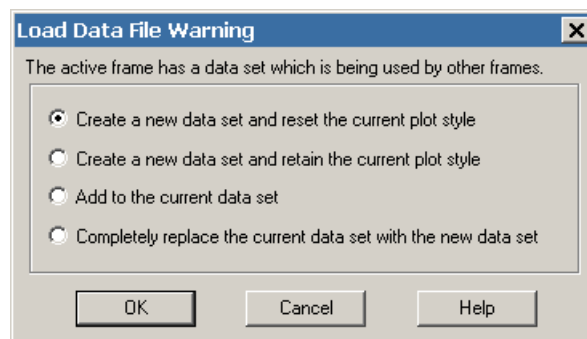 Load Data File Warning
The active frame has a data set which is being used by other frames.
Create a new data set and reset the current plot style
Create a new data set and retain the current plot style
Add to the current data set
Completely replace the current data set with the new data set
OK Cancel Help